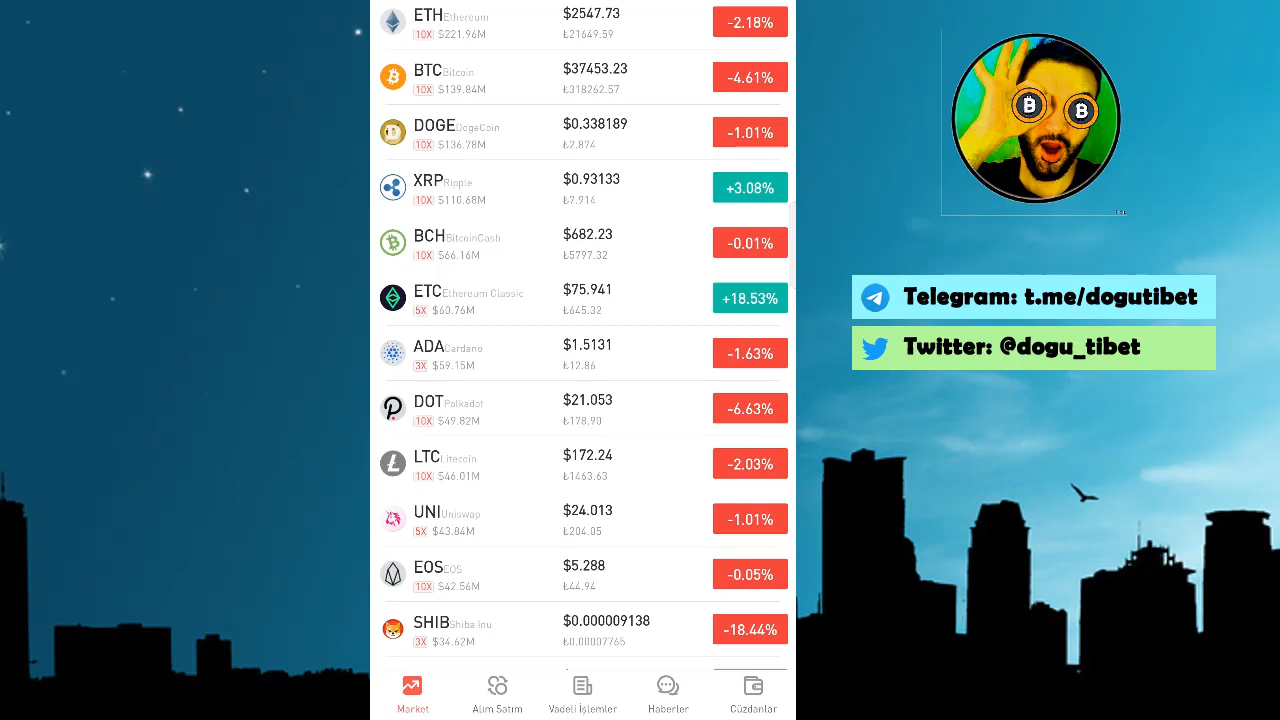 ETH Ethereum $2547.73 -2.18%
10X $221.96M ₺21649.59
BTC Bitcoin $37453.23 -4.61%
10X $139.84M ₺318262.57
DOGE DogeCoin $0.338189 -1.01%
10X $136.78M ₺2.874
XRP Ripple $0.93133 +3.08%
10X $110.68M ₺7.914
BCH BitcoinCash $682.23 -0.01%
10X $66.16M ₺5797.32
ETC Ethereum Classic $75.941 +18.53%
5X $60.76M ₺645.32
ADA Cardano $1.5131 -1.63%
3X $59.15M ₺12.86
DOT Polkadot $21.053 -6.63%
10X $49.82M ₺178.90
LTC Litecoin $172.24 -2.03%
10X $46.01M ₺1463.63
UNI Uniswap $24.013 -1.01%
5X $43.84M ₺204.05
EOS EOS $5.288 -0.05%
10X $42.56M ₺44.94
SHIB Shiba Inu $0.000009138 -18.44%
3X $34.62M ₺0.00007765
Market Alım Satım Vadeli İşlemler Haberler Cüzdanlar
Telegram: t.me/dogutibet
Twitter: @dogu_tibet